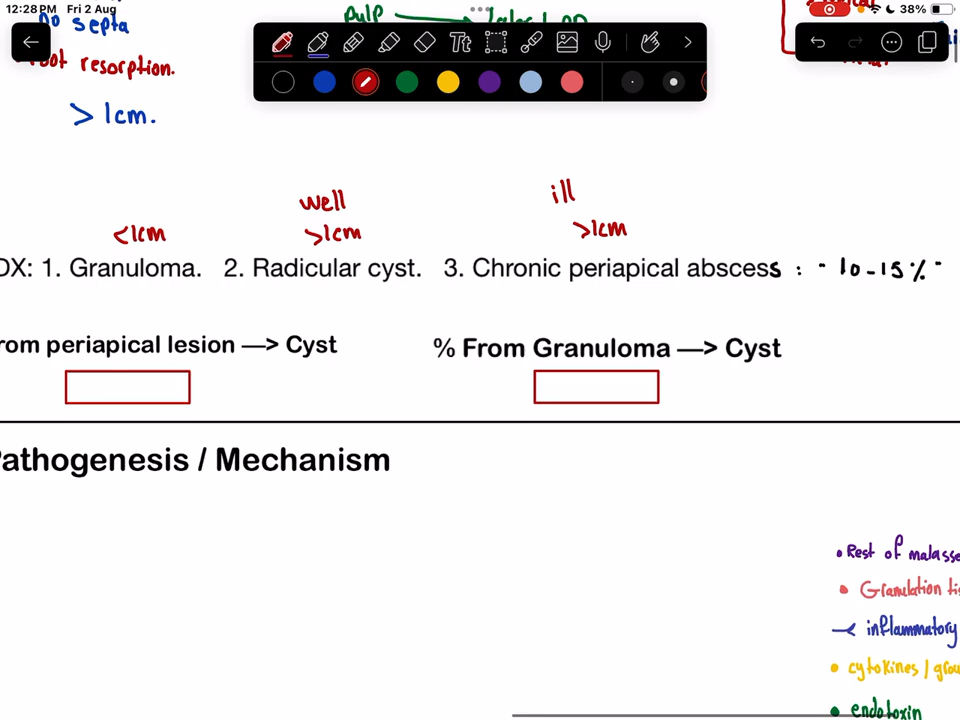 12:28 PM Fri 2 Aug
38%
pulp
septa
Tt
root resorption.
> 1cm.
well
ill
<1cm
>1cm
>1cm
DX: 1. Granuloma. 2. Radicular cyst. 3. Chronic periapical abscess : ~ 10-15% ~
rom periapical lesion —> Cyst
% From Granuloma —> Cyst
Pathogenesis / Mechanism
• Rest of malasse
• Granulation tis
inflammatory
• cytokines / grou
• endotoxin